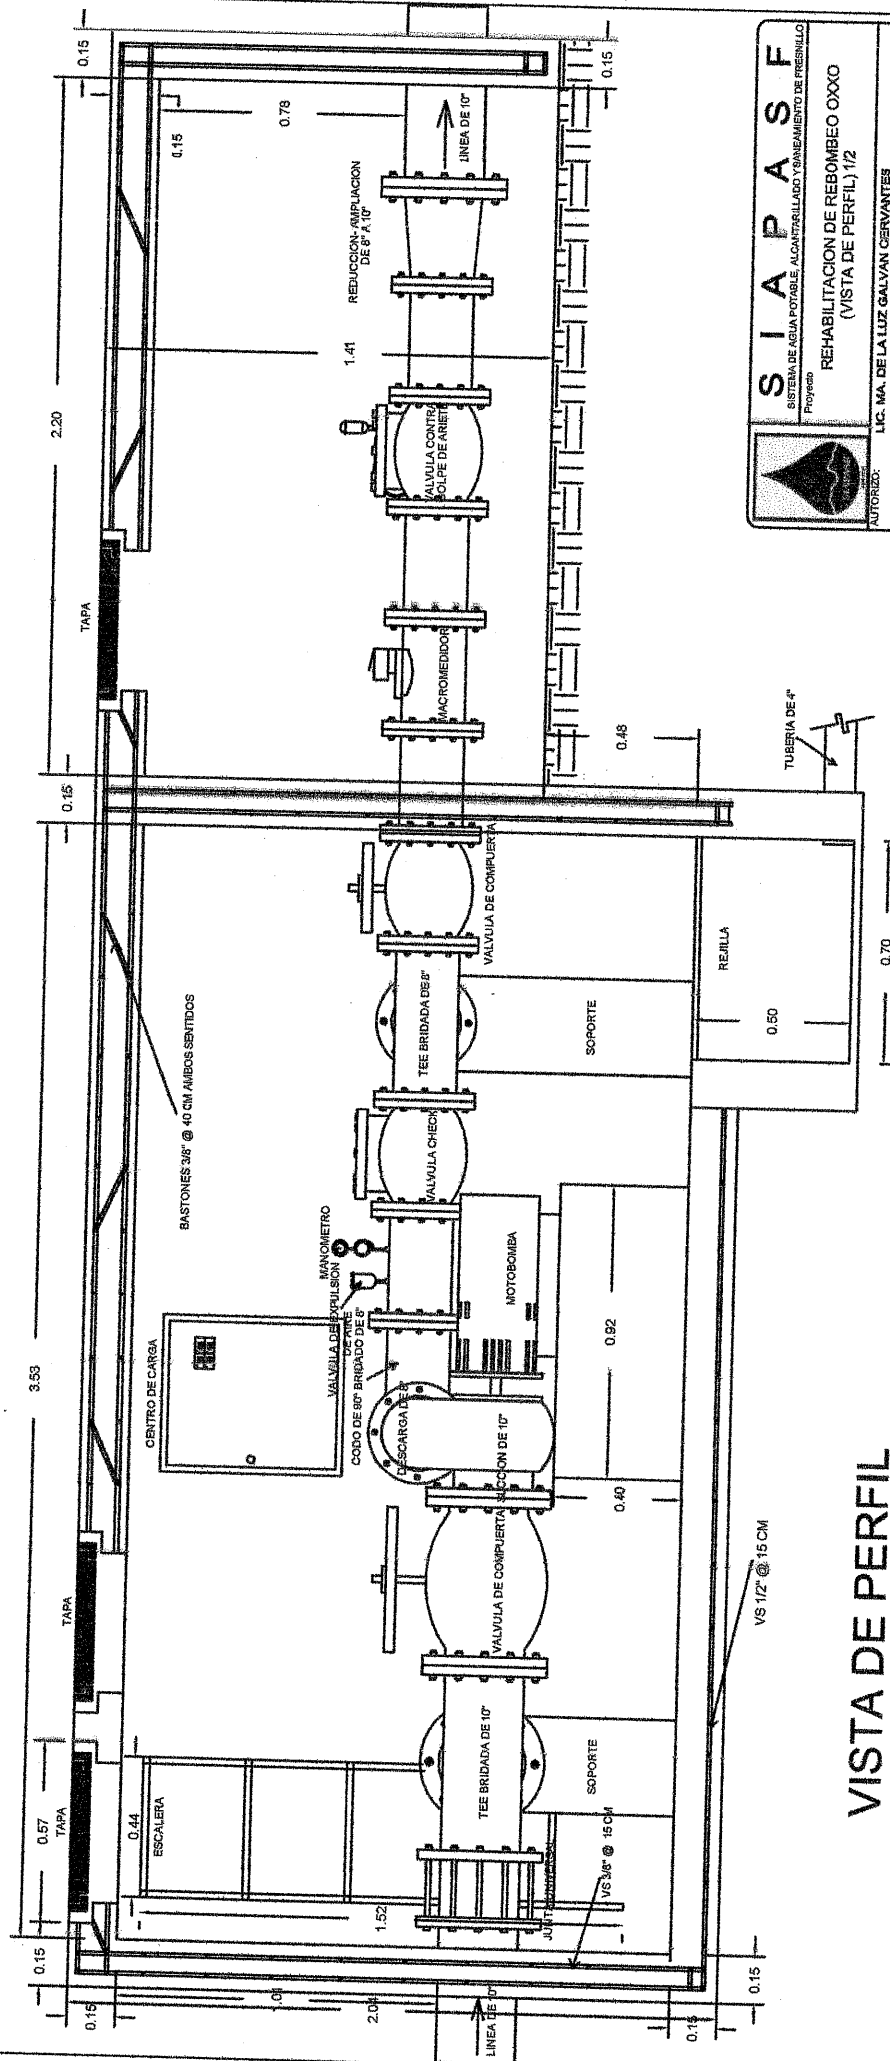 0.15
2.20
0.15
0.78
0.15
REDUCCION-AMPLIACION
DE 8" A 10"
LINEA DE 10"
1.41
VALVULA CONTRA
GOLPE DE ARIETE
TAPA
MACROMEDIDOR
0.15
0.48
TUBERIA DE 4"
3.53
BASTONES 3/8" @ 40 CM AMBOS SENTIDOS
VALVULA DE COMPUERTA
TEE BRIDADA DE 8"
SOPORTE
REJILLA
0.50
0.70
VALVULA CHECK
MANOMETRO
VALVULA DE EXPULSION
DE AIRE
CODO DE 90° BRIDADO DE 8"
DESCARGA DE 8"
MOTOBOMBA
0.92
0.40
CENTRO DE CARGA
SUCCION DE 10"
VALVULA DE COMPUERTA
TAPA
VS 1/2" @ 15 CM
TEE BRIDADA DE 10"
SOPORTE
0.57
TAPA
0.44
ESCALERA
1.52
JUNTA UNIVERSAL
VS 3/8" @ 15 CM
0.15
0.15
1.01
2.04
LINEA DE 10"
0.15
0.15
VISTA DE PERFIL
S I A P A S F
SISTEMA DE AGUA POTABLE, ALCANTARILLADO Y SANEAMIENTO DE FRESNILLO
Proyecto
REHABILITACION DE REBOMBEO OXXO
(VISTA DE PERFIL) 1/2
AUTORIZO:
LIC. MA. DE LA LUZ GALVAN CERVANTES